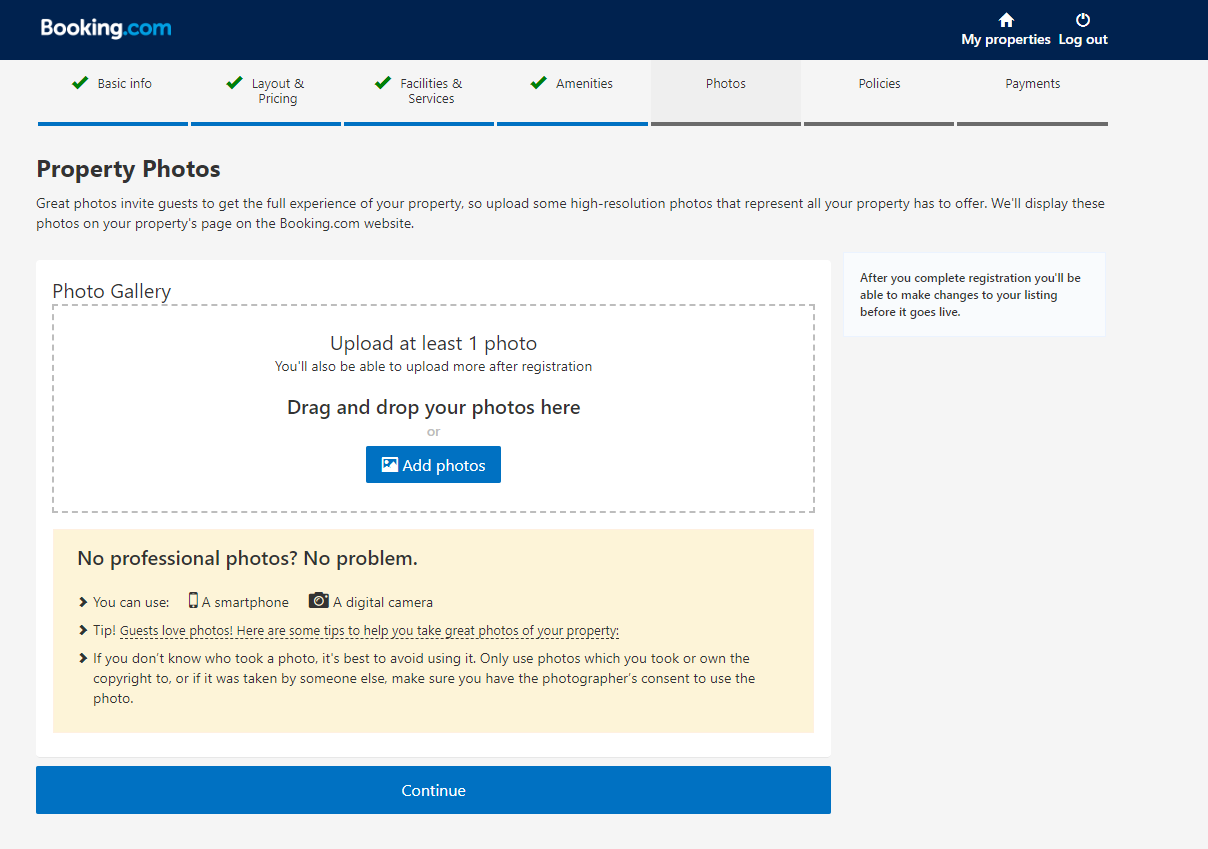 Booking.com
My properties
Log out
Basic info
Layout &
Pricing
Facilities &
Services
Amenities
Photos
Policies
Payments
Property Photos
Great photos invite guests to get the full experience of your property, so upload some high-resolution photos that represent all your property has to offer. We'll display these
photos on your property's page on the Booking.com website.
After you complete registration you'll be
able to make changes to your listing
before it goes live.
Photo Gallery
Upload at least 1 photo
You'll also be able to upload more after registration
Drag and drop your photos here
or
Add photos
No professional photos? No problem.
You can use: A smartphone A digital camera
Tip! Guests love photos! Here are some tips to help you take great photos of your property:
If you don’t know who took a photo, it's best to avoid using it. Only use photos which you took or own the
copyright to, or if it was taken by someone else, make sure you have the photographer’s consent to use the
photo.
Continue